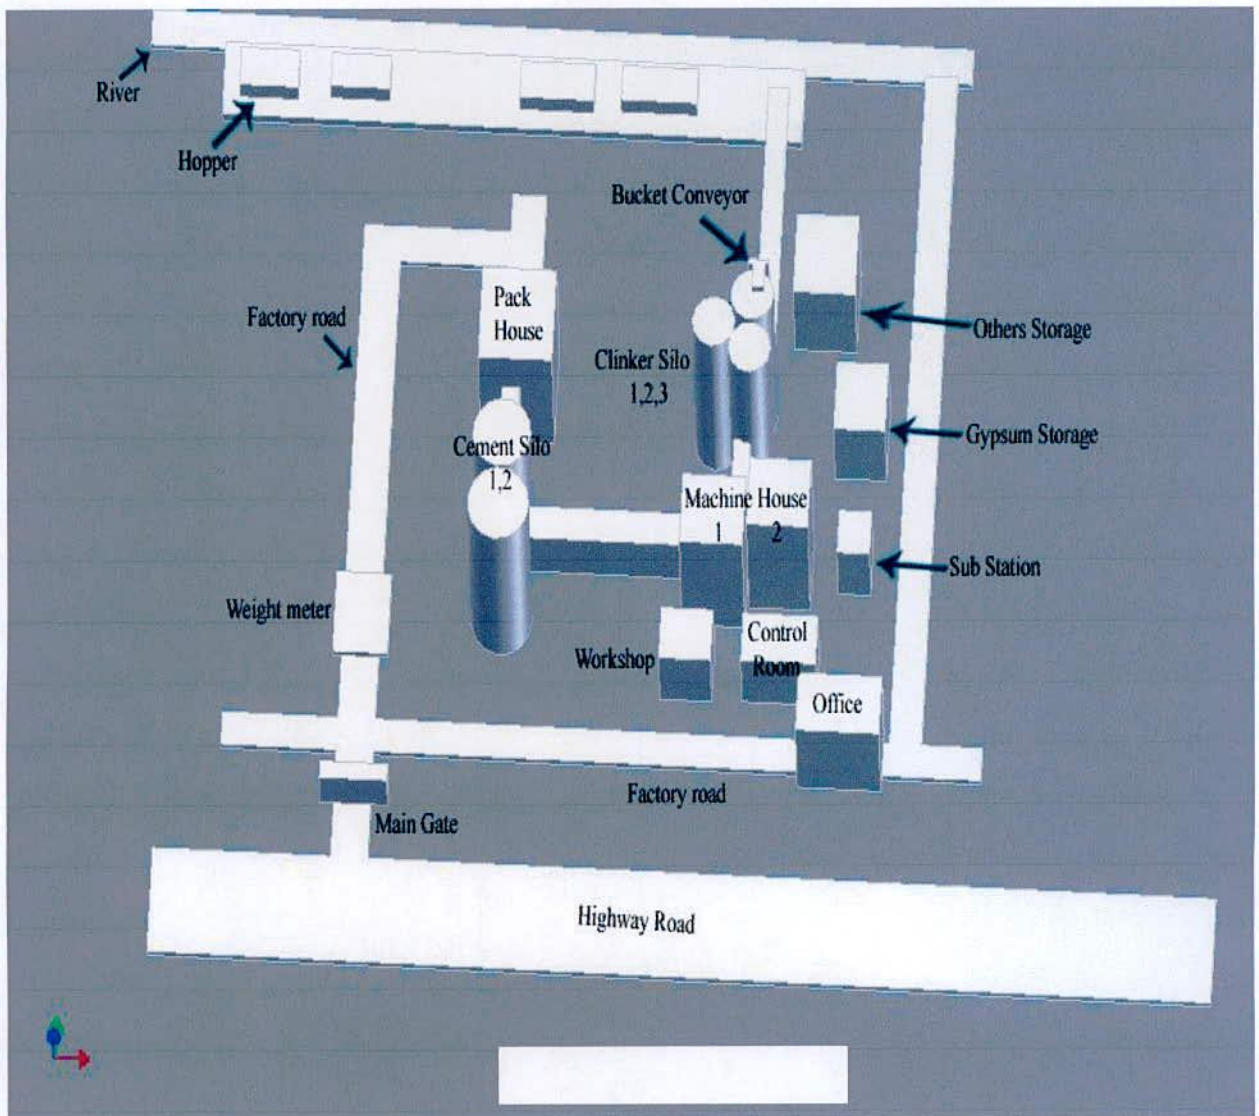 River
Hopper
Bucket Conveyor
Pack
House
Factory road
Others Storage
Clinker Silo
1,2,3
Gypsum Storage
Cement Silo
1,2
Machine House
1 2
Sub Station
Weight meter
Control
Room
Workshop
Office
Factory road
Main Gate
Highway Road